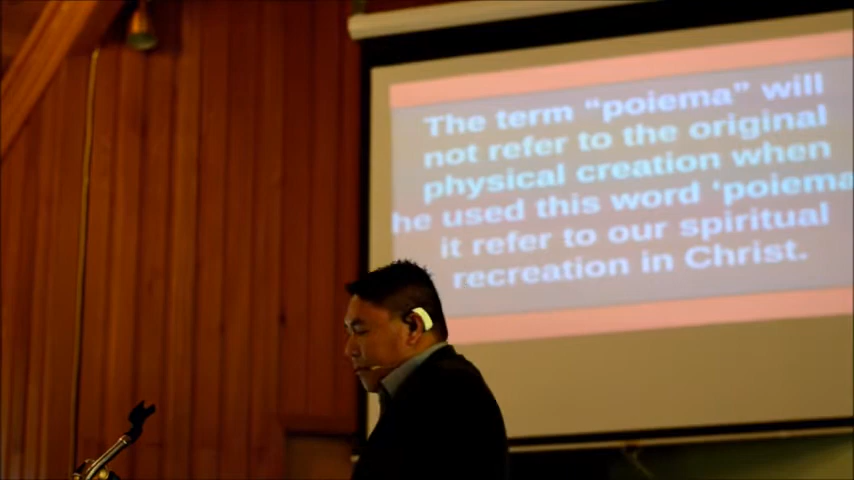 The term “poiema” will
not refer to the original
physical creation when
he used this word ‘poiema
it refer to our spiritual
recreation in Christ.